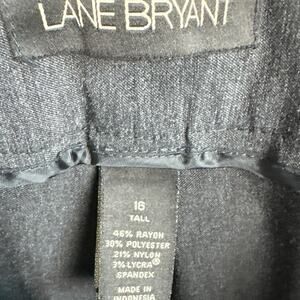 LANE BRYANT
16
TALL
46% RAYON
30% POLYESTER
21% NYLON
3% LYCRA®
SPANDEX
MADE IN
INDONESIA